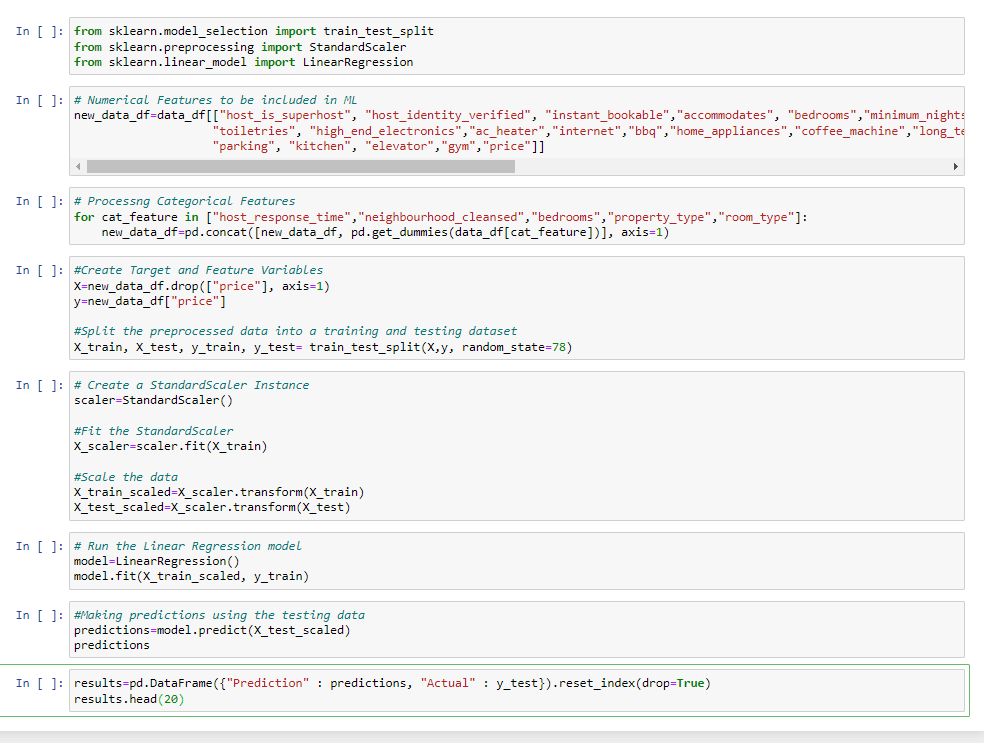 In [ ]: from sklearn.model_selection import train_test_split
from sklearn.preprocessing import StandardScaler
from sklearn.linear_model import LinearRegression
In [ ]: # Numerical Features to be included in ML
new_data_df=data_df[["host_is_superhost", "host_identity_verified", "instant_bookable","accommodates", "bedrooms","minimum_nights
"toiletries", "high_end_electronics","ac_heater","internet","bbq","home_appliances","coffee_machine","long_te
"parking", "kitchen", "elevator","gym","price"]]
In [ ]: # Processng Categorical Features
for cat_feature in ["host_response_time","neighbourhood_cleansed","bedrooms","property_type","room_type"]:
new_data_df=pd.concat([new_data_df, pd.get_dummies(data_df[cat_feature])], axis=1)
In [ ]: #Create Target and Feature Variables
X=new_data_df.drop(["price"], axis=1)
y=new_data_df["price"]
#Split the preprocessed data into a training and testing dataset
X_train, X_test, y_train, y_test= train_test_split(X,y, random_state=78)
In [ ]: # Create a StandardScaler Instance
scaler=StandardScaler()
#Fit the StandardScaler
X_scaler=scaler.fit(X_train)
#Scale the data
X_train_scaled=X_scaler.transform(X_train)
X_test_scaled=X_scaler.transform(X_test)
In [ ]: # Run the Linear Regression model
model=LinearRegression()
model.fit(X_train_scaled, y_train)
In [ ]: #Making predictions using the testing data
predictions=model.predict(X_test_scaled)
predictions
In [ ]: results=pd.DataFrame({"Prediction" : predictions, "Actual" : y_test}).reset_index(drop=True)
results.head(20)